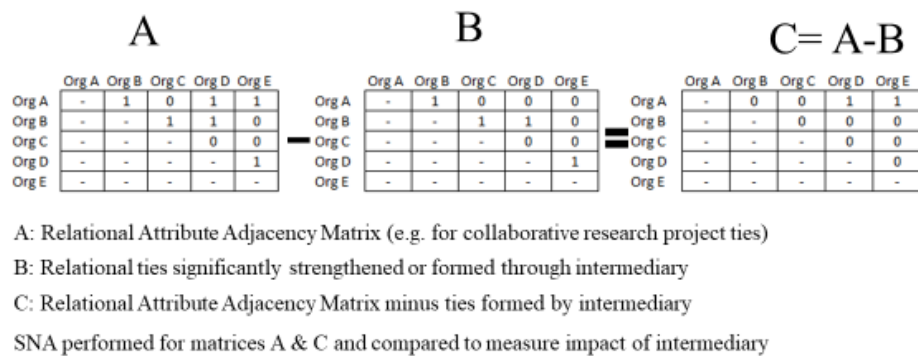 A B C= A-B
Org A Org B Org C Org D Org E Org A Org B Org C Org D Org E Org A Org B Org C Org D Org E
Org A - 1 0 1 1 Org A - 1 0 0 0 Org A - 0 0 1 1
Org B - - 1 1 0 Org B - - 1 1 0 Org B - - 0 0 0
Org C - - - 0 0 Org C - - - 0 0 Org C - - - 0 0
Org D - - - - 1 Org D - - - - 1 Org D - - - - 0
Org E - - - - - Org E - - - - - Org E - - - - -
A: Relational Attribute Adjacency Matrix (e.g. for collaborative research project ties)
B: Relational ties significantly strengthened or formed through intermediary
C: Relational Attribute Adjacency Matrix minus ties formed by intermediary
SNA performed for matrices A & C and compared to measure impact of intermediary